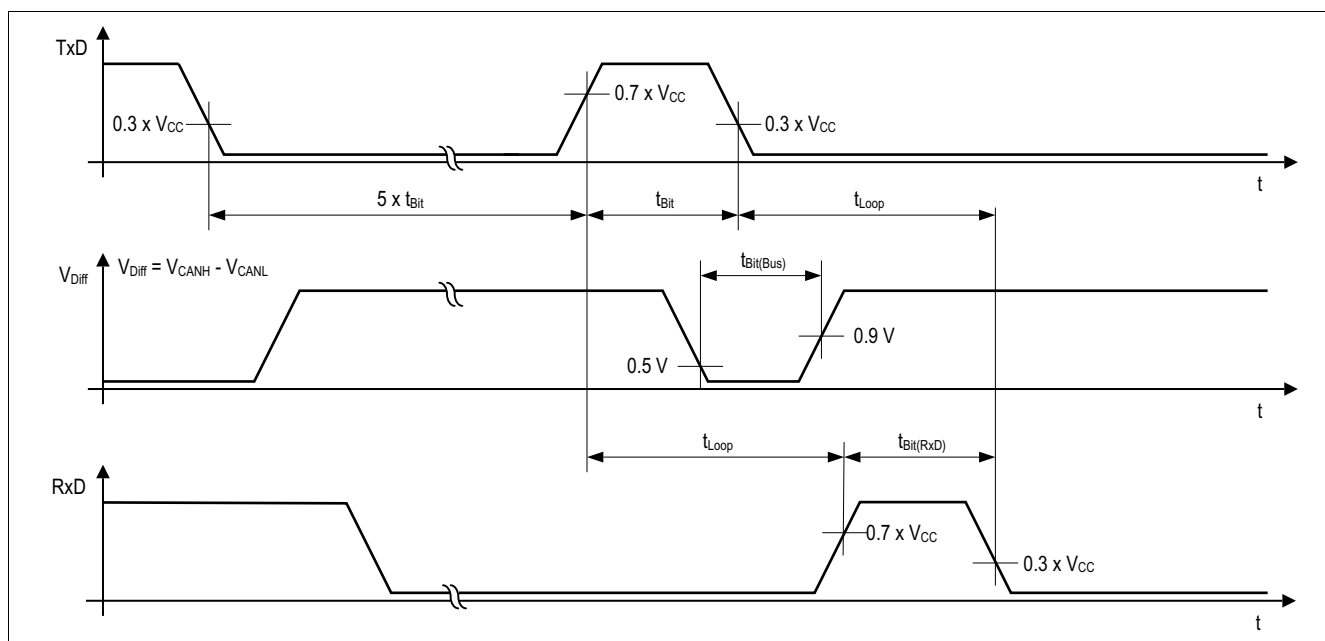 TxD
0.7 x VCC
0.3 x VCC
0.3 x VCC
t
5 x tBit
tBit
tLoop
VDiff
VDiff = VCANH - VCANL
tBit(Bus)
0.9 V
0.5 V
t
tLoop
tBit(RxD)
RxD
0.7 x VCC
0.3 x VCC
t